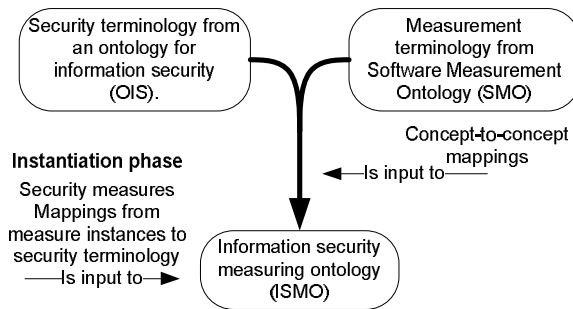 Security terminology from
an ontology for
information security
(OIS).
Measurement
terminology from
Software Measurement
Ontology (SMO)
Concept-to-concept
mappings
Is input to
Instantiation phase
Security measures
Mappings from
measure instances to
security terminology
Is input to
Information security
measuring ontology
(ISMO)